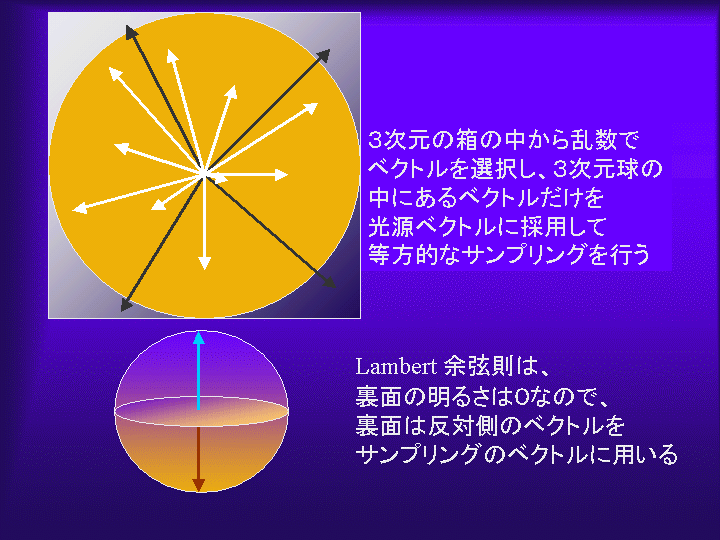 ３次元の箱の中から乱数で
ベクトルを選択し、３次元球の
中にあるベクトルだけを
光源ベクトルに採用して
等方的なサンプリングを行う
Lambert 余弦則は、
裏面の明るさは0なので、
裏面は反対側のベクトルを
サンプリングのベクトルに用いる